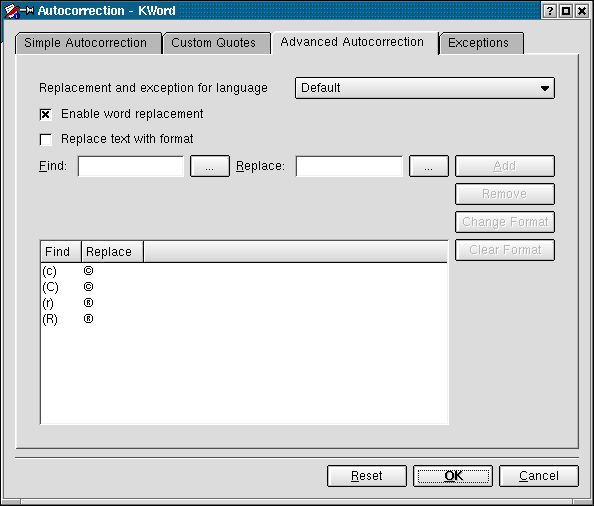 Autocorrection - KWord
Simple Autocorrection Custom Quotes Advanced Autocorrection Exceptions
Replacement and exception for language Default
Enable word replacement
Replace text with format
Find: ... Replace: ... Add
Remove
Change Format
Clear Format
Find Replace
(c) ©
(C) ©
(r) ®
(R) ®
Reset OK Cancel